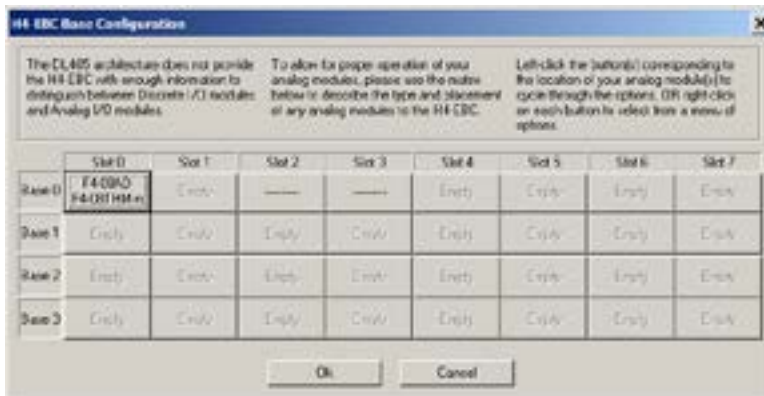 H4-EBC Base Configuration
The DL405 architecture does not provide
the H4-EBC with enough information to
distinguish between Discrete I/O modules
and Analog I/O modules.
To allow for proper operation of your
analog modules, please use the matrix
below to describe the type and placement
of any analog modules to the H4-EBC.
Left-click the button(s) corresponding to
the location of your analog module(s) to
cycle through the options, OR right-click
on each button to select from a menu of
options.
Slot 0 Slot 1 Slot 2 Slot 3 Slot 4 Slot 5 Slot 6 Slot 7
Base 0 F4-08AD Empty ------- ------- Empty Empty Empty Empty
F4-08THM-n
Base 1 Empty Empty Empty Empty Empty Empty Empty Empty
Base 2 Empty Empty Empty Empty Empty Empty Empty Empty
Base 3 Empty Empty Empty Empty Empty Empty Empty Empty
Ok Cancel